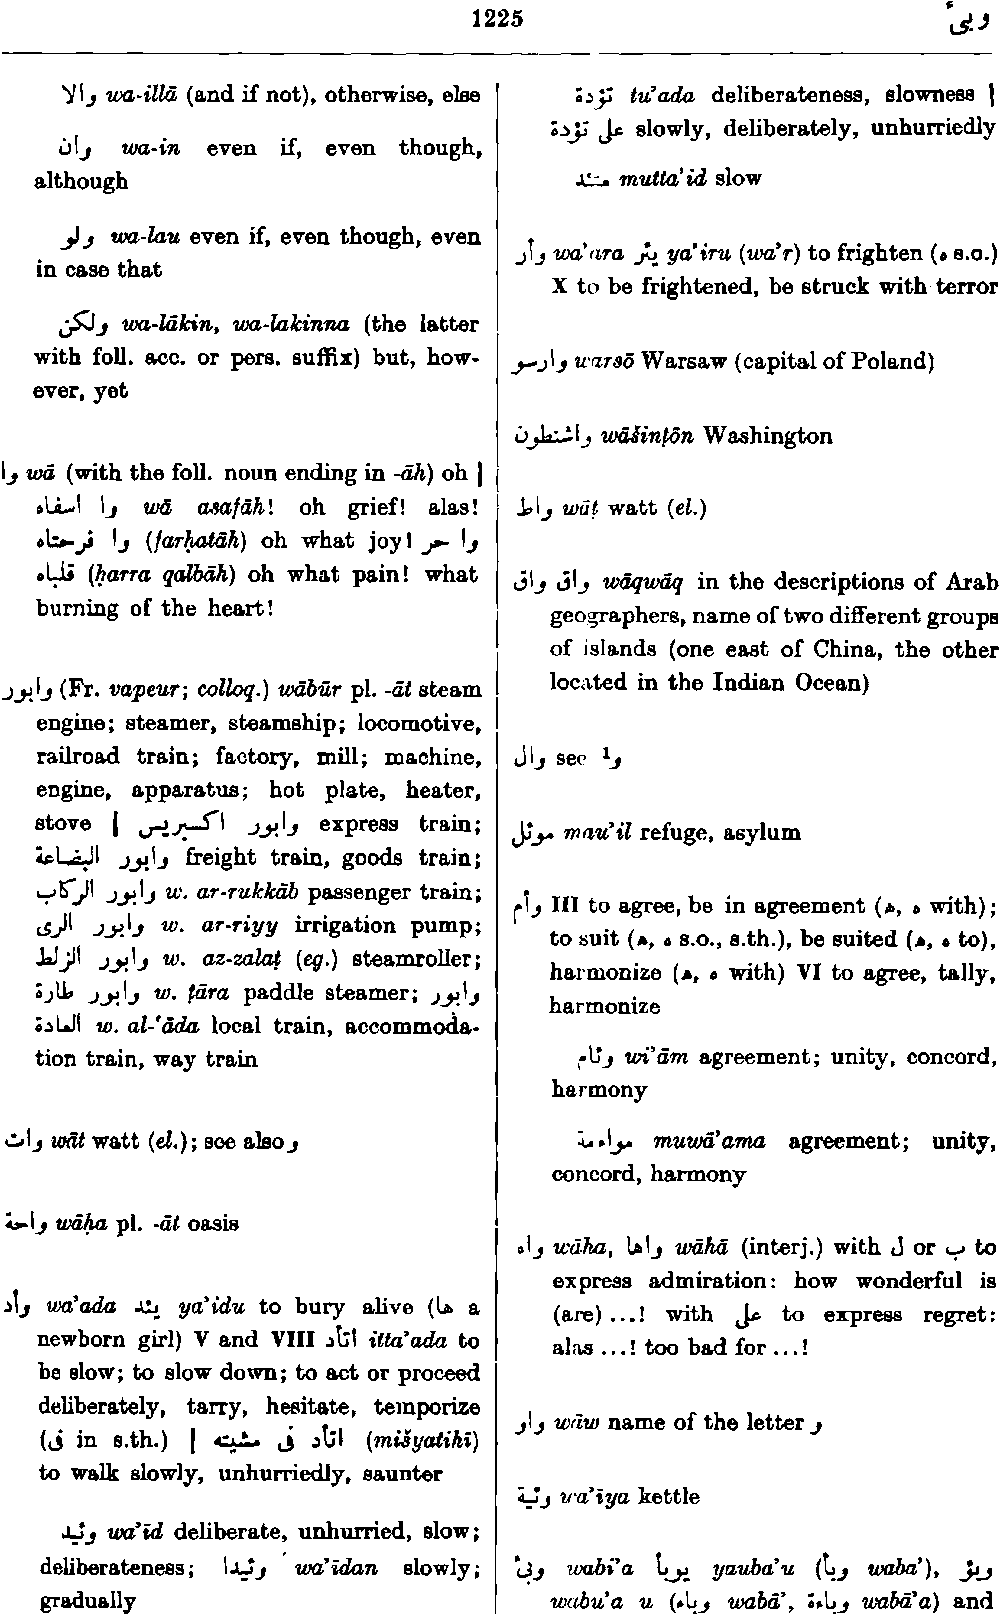 1225
وبئ
والا wa-illā (and if not), otherwise, else
وان wa-in even if, even though,
although
ولو wa-lau even if, even though, even
in case that
ولكن wa-lākin, wa-lakinna (the latter
with foll. acc. or pers. suffix) but, how-
ever, yet
وا wā (with the foll. noun ending in -āh) oh |
وا اسفاه wā asafāh! oh grief! alas!
وا فرحتاه (farḥatāh) oh what joy! وا حر
قلباه (ḥarra qalbāh) oh what pain! what
burning of the heart!
وابور (Fr. vapeur; colloq.) wābūr pl. -āt steam
engine; steamer, steamship; locomotive,
railroad train; factory, mill; machine,
engine, apparatus; hot plate, heater,
stove | وابور اكسبريس express train;
وابور البضاعة freight train, goods train;
وابور الركاب w. ar-rukkāb passenger train;
وابور الرى w. ar-riyy irrigation pump;
وابور الزلط w. az-zalaṭ (eg.) steamroller;
وابور طارة w. ṭāra paddle steamer; وابور
العادة w. al-‘āda local train, accommoda-
tion train, way train
وات wāt watt (el.); see also و
واحة wāḥa pl. -āt oasis
وأد wa’ada يئد ya’idu to bury alive (ها a
newborn girl) V and VIII اتأد itta’ada to
be slow; to slow down; to act or proceed
deliberately, tarry, hesitate, temporize
(فى in s.th.) | اتأد فى مشيته (mišyatihī)
to walk slowly, unhurriedly, saunter
وئيد wa’īd deliberate, unhurried, slow;
deliberateness; وئيدا wa’īdan slowly;
gradually
تؤدة tu’ada deliberateness, slowness |
على تؤدة slowly, deliberately, unhurriedly
متئد mutta’id slow
وأر wa’ara يئر ya’iru (wa’r) to frighten (ه s.o.)
X to be frightened, be struck with terror
وارسو warsō Warsaw (capital of Poland)
واشنطون wāšinṭōn Washington
واط wāṭ watt (el.)
واق واق wāqwāq in the descriptions of Arab
geographers, name of two different groups
of islands (one east of China, the other
located in the Indian Ocean)
وال see و¹
موئل mau’il refuge, asylum
وأم III to agree, be in agreement (ﻫ, ه with);
to suit (ﻫ, ه s.o., s.th.), be suited (ﻫ, ه to),
harmonize (ﻫ, ه with) VI to agree, tally,
harmonize
وئام wi’ām agreement; unity, concord,
harmony
مواءمة muwā’ama agreement; unity,
concord, harmony
واه wāha, واها wāhā (interj.) with ل or ب to
express admiration: how wonderful is
(are) ...! with على to express regret:
alas ...! too bad for ...!
واو wāw name of the letter و
وئية wa’īya kettle
وبئ wabi’a يوبأ yauba’u (وبأ waba’), وبؤ
wabu’a u (وباء wabā’, وباءة wabā’a) and